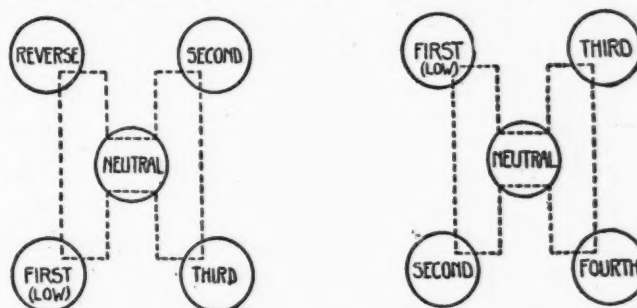 REVERSE
SECOND
NEUTRAL
FIRST
(LOW)
THIRD
FIRST
(LOW)
THIRD
NEUTRAL
SECOND
FOURTH